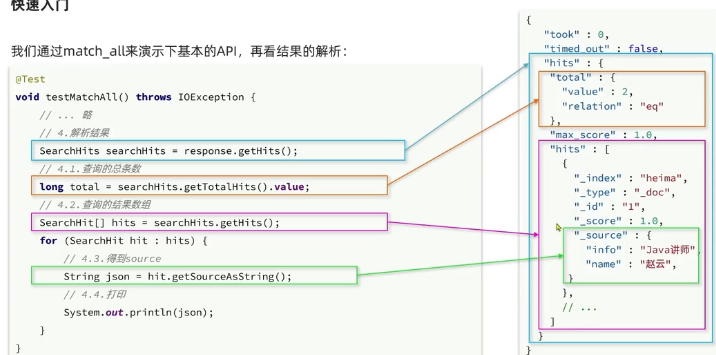 快速入门
我们通过match_all来演示下基本的API，再看结果的解析：
@Test
void testMatchAll() throws IOException {
// ... 略
// 4.解析结果
SearchHits searchHits = response.getHits();
// 4.1.查询的总条数
long total = searchHits.getTotalHits().value;
// 4.2.查询的结果数组
SearchHit[] hits = searchHits.getHits();
for (SearchHit hit : hits) {
// 4.3.得到source
String json = hit.getSourceAsString();
// 4.4.打印
System.out.println(json);
}
}
{
"took" : 0,
"timed_out" : false,
"hits" : {
"total" : {
"value" : 2,
"relation" : "eq"
},
"max_score" : 1.0,
"hits" : [
{
"_index" : "heima",
"_type" : "_doc",
"_id" : "1",
"_score" : 1.0,
"_source" : {
"info" : "Java讲师",
"name" : "赵云",
}
},
// ...
]
}
}